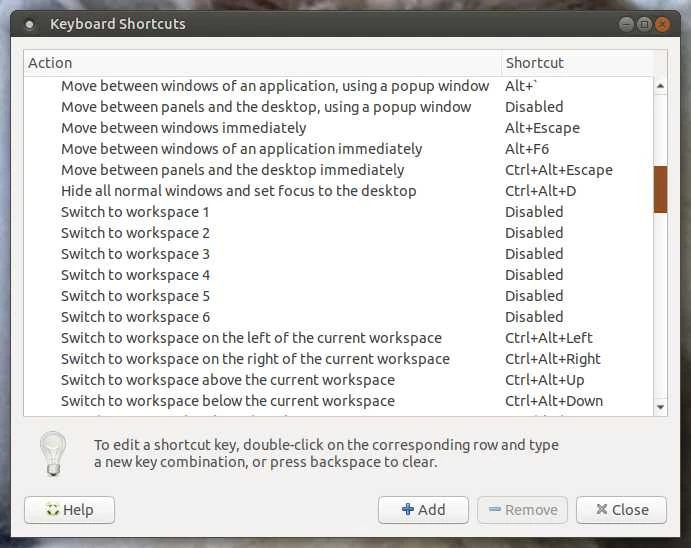 Keyboard Shortcuts
Action Shortcut
Move between windows of an application, using a popup window Alt+`
Move between panels and the desktop, using a popup window Disabled
Move between windows immediately Alt+Escape
Move between windows of an application immediately Alt+F6
Move between panels and the desktop immediately Ctrl+Alt+Escape
Hide all normal windows and set focus to the desktop Ctrl+Alt+D
Switch to workspace 1 Disabled
Switch to workspace 2 Disabled
Switch to workspace 3 Disabled
Switch to workspace 4 Disabled
Switch to workspace 5 Disabled
Switch to workspace 6 Disabled
Switch to workspace on the left of the current workspace Ctrl+Alt+Left
Switch to workspace on the right of the current workspace Ctrl+Alt+Right
Switch to workspace above the current workspace Ctrl+Alt+Up
Switch to workspace below the current workspace Ctrl+Alt+Down
To edit a shortcut key, double-click on the corresponding row and type
a new key combination, or press backspace to clear.
Help Add Remove Close